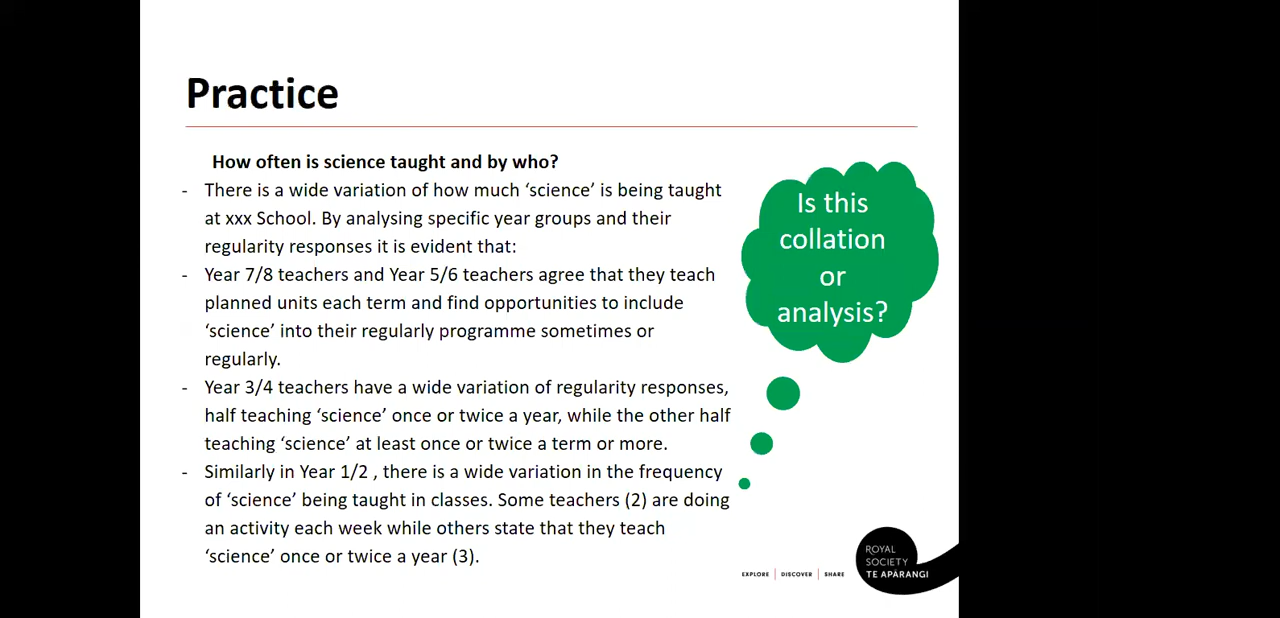 Practice
How often is science taught and by who?
- There is a wide variation of how much ‘science’ is being taught
at xxx School. By analysing specific year groups and their
regularity responses it is evident that:
- Year 7/8 teachers and Year 5/6 teachers agree that they teach
planned units each term and find opportunities to include
‘science’ into their regularly programme sometimes or
regularly.
- Year 3/4 teachers have a wide variation of regularity responses,
half teaching ‘science’ once or twice a year, while the other half
teaching ‘science’ at least once or twice a term or more.
- Similarly in Year 1/2 , there is a wide variation in the frequency
of ‘science’ being taught in classes. Some teachers (2) are doing
an activity each week while others state that they teach
‘science’ once or twice a year (3).
Is this
collation
or
analysis?
EXPLORE | DISCOVER | SHARE
ROYAL
SOCIETY
TE APĀRANGI